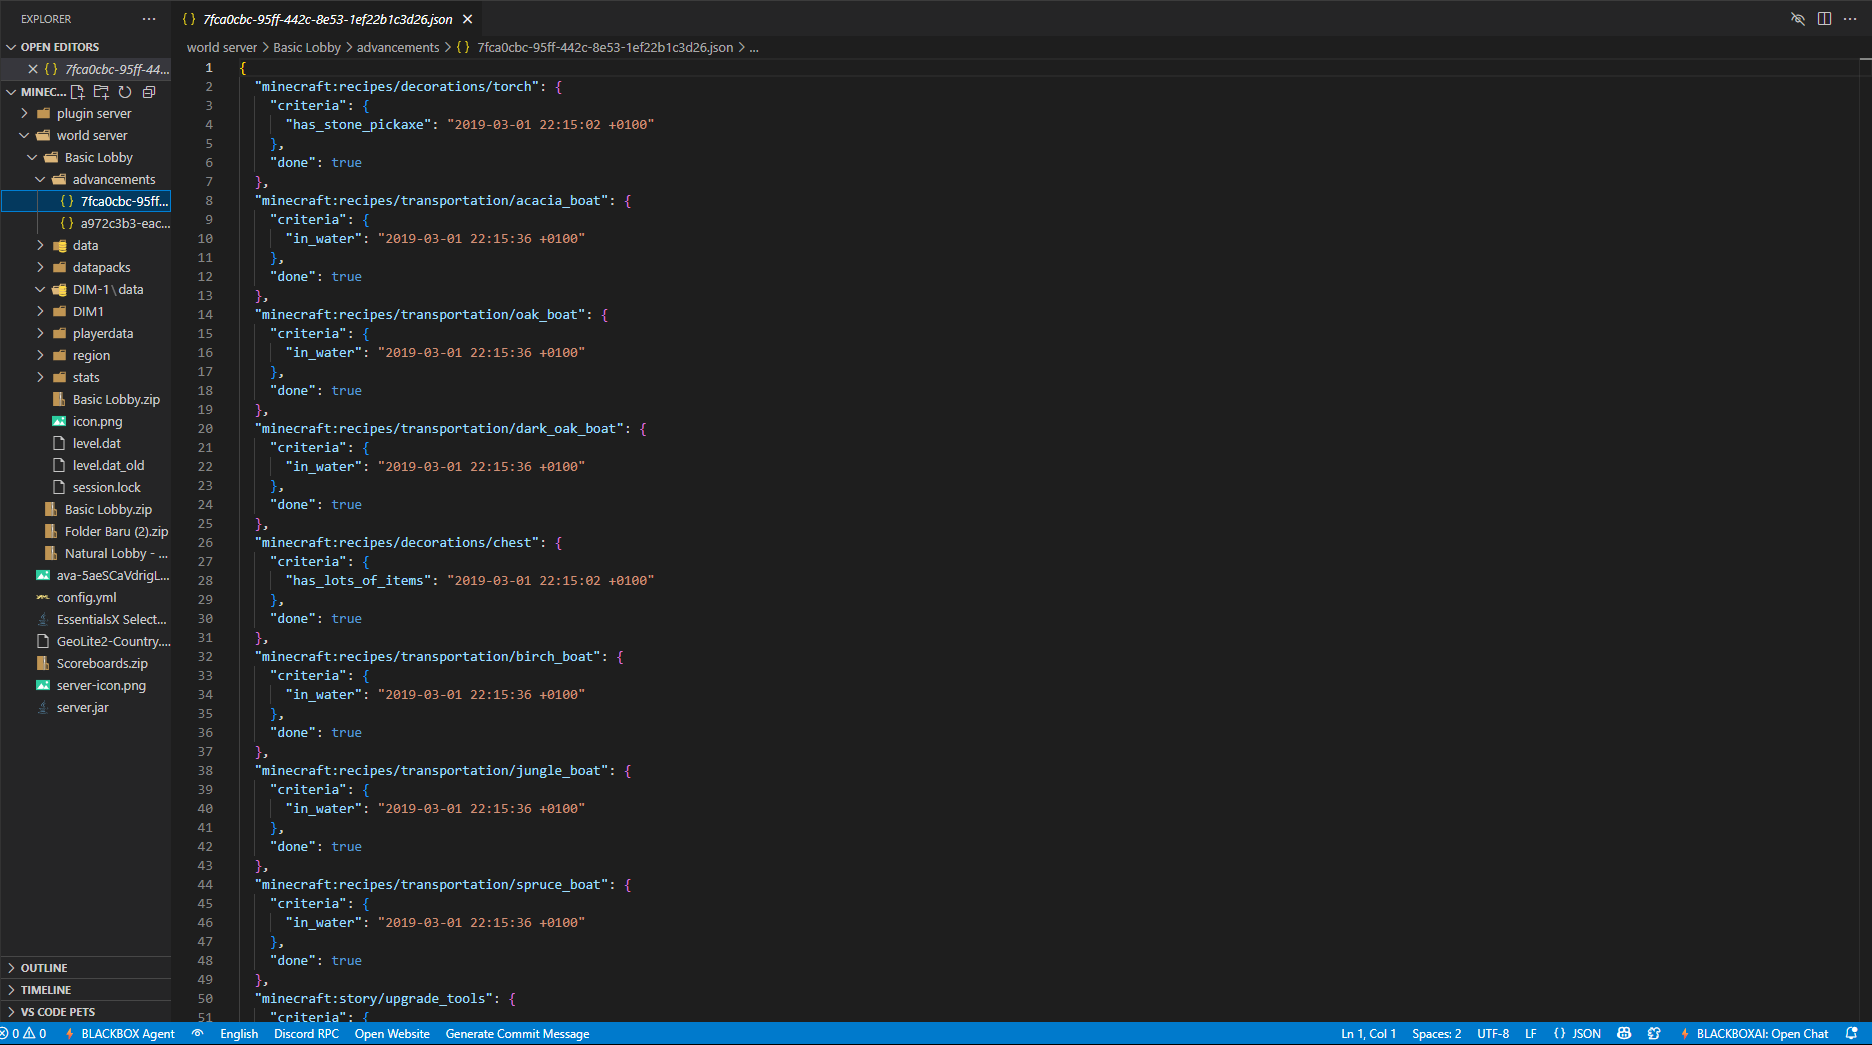 EXPLORER
OPEN EDITORS
7fca0cbc-95ff-44...
MINEC...
plugin server
world server
Basic Lobby
advancements
7fca0cbc-95ff...
a972c3b3-eac...
data
datapacks
DIM-1\data
DIM1
playerdata
region
stats
Basic Lobby.zip
icon.png
level.dat
level.dat_old
session.lock
Basic Lobby.zip
Folder Baru (2).zip
Natural Lobby - ...
ava-5aeSCaVdrigL...
config.yml
EssentialsX Select...
GeoLite2-Country....
Scoreboards.zip
server-icon.png
server.jar
OUTLINE
TIMELINE
VS CODE PETS
{} 7fca0cbc-95ff-442c-8e53-1ef22b1c3d26.json
world server > Basic Lobby > advancements > {} 7fca0cbc-95ff-442c-8e53-1ef22b1c3d26.json > ...
1 {
2 "minecraft:recipes/decorations/torch": {
3 "criteria": {
4 "has_stone_pickaxe": "2019-03-01 22:15:02 +0100"
5 },
6 "done": true
7 },
8 "minecraft:recipes/transportation/acacia_boat": {
9 "criteria": {
10 "in_water": "2019-03-01 22:15:36 +0100"
11 },
12 "done": true
13 },
14 "minecraft:recipes/transportation/oak_boat": {
15 "criteria": {
16 "in_water": "2019-03-01 22:15:36 +0100"
17 },
18 "done": true
19 },
20 "minecraft:recipes/transportation/dark_oak_boat": {
21 "criteria": {
22 "in_water": "2019-03-01 22:15:36 +0100"
23 },
24 "done": true
25 },
26 "minecraft:recipes/decorations/chest": {
27 "criteria": {
28 "has_lots_of_items": "2019-03-01 22:15:02 +0100"
29 },
30 "done": true
31 },
32 "minecraft:recipes/transportation/birch_boat": {
33 "criteria": {
34 "in_water": "2019-03-01 22:15:36 +0100"
35 },
36 "done": true
37 },
38 "minecraft:recipes/transportation/jungle_boat": {
39 "criteria": {
40 "in_water": "2019-03-01 22:15:36 +0100"
41 },
42 "done": true
43 },
44 "minecraft:recipes/transportation/spruce_boat": {
45 "criteria": {
46 "in_water": "2019-03-01 22:15:36 +0100"
47 },
48 "done": true
49 },
50 "minecraft:story/upgrade_tools": {
51 "criteria": {
0 0 BLACKBOX Agent English Discord RPC Open Website Generate Commit Message Ln 1, Col 1 Spaces: 2 UTF-8 LF {} JSON BLACKBOXAI: Open Chat